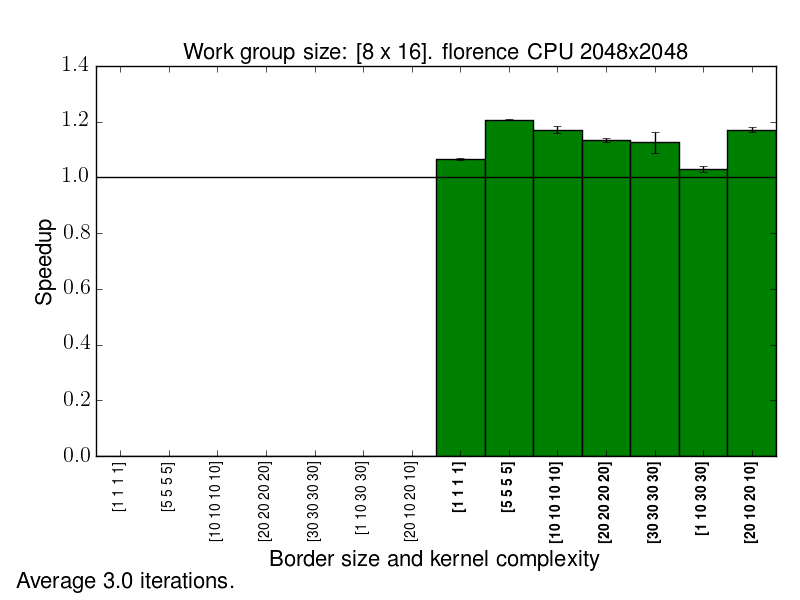 Work group size: [8 x 16]. florence CPU 2048x2048
1.4
1.2
1.0
0.8
0.6
0.4
0.2
0.0
Speedup
[1 1 1 1]
[5 5 5 5]
[10 10 10 10]
[20 20 20 20]
[30 30 30 30]
[1 10 30 30]
[20 10 20 10]
[1 1 1 1]
[5 5 5 5]
[10 10 10 10]
[20 20 20 20]
[30 30 30 30]
[1 10 30 30]
[20 10 20 10]
Border size and kernel complexity
Average 3.0 iterations.